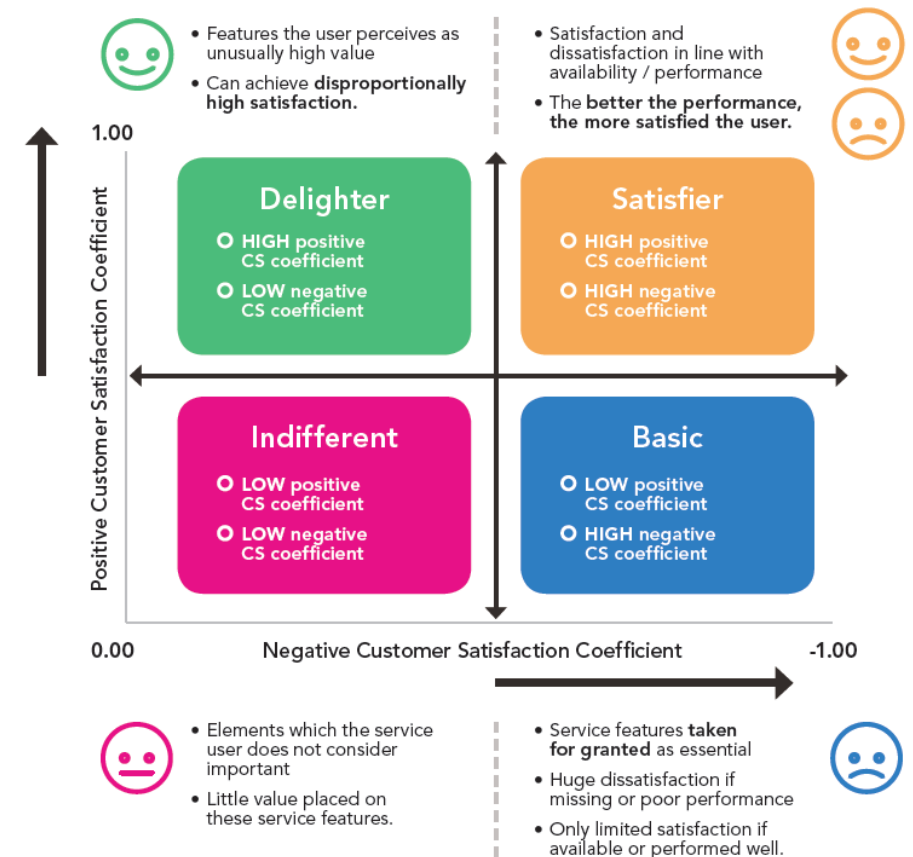 • Features the user perceives as
unusually high value
• Can achieve disproportionally
high satisfaction.
• Satisfaction and
dissatisfaction in line with
availability / performance
• The better the performance,
the more satisfied the user.
1.00
Positive Customer Satisfaction Coefficient
Delighter
HIGH positive
CS coefficient
LOW negative
CS coefficient
Satisfier
HIGH positive
CS coefficient
HIGH negative
CS coefficient
Indifferent
LOW positive
CS coefficient
LOW negative
CS coefficient
Basic
LOW positive
CS coefficient
HIGH negative
CS coefficient
0.00
Negative Customer Satisfaction Coefficient
-1.00
• Elements which the service
user does not consider
important
• Little value placed on
these service features.
• Service features taken
for granted as essential
• Huge dissatisfaction if
missing or poor performance
• Only limited satisfaction if
available or performed well.